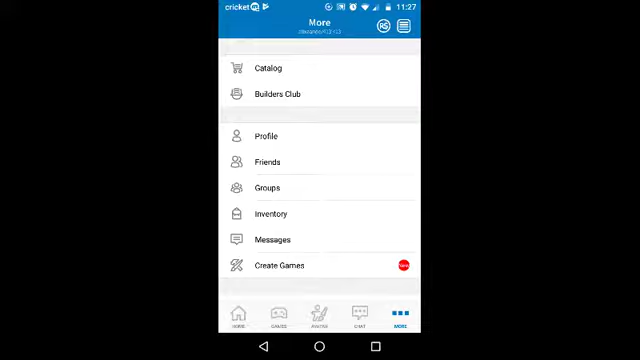 cricket 11:27
More
RS
Catalog
Builders Club
Profile
Friends
Groups
Inventory
Messages
Create Games
HOME GAMES AVATAR CHAT MORE